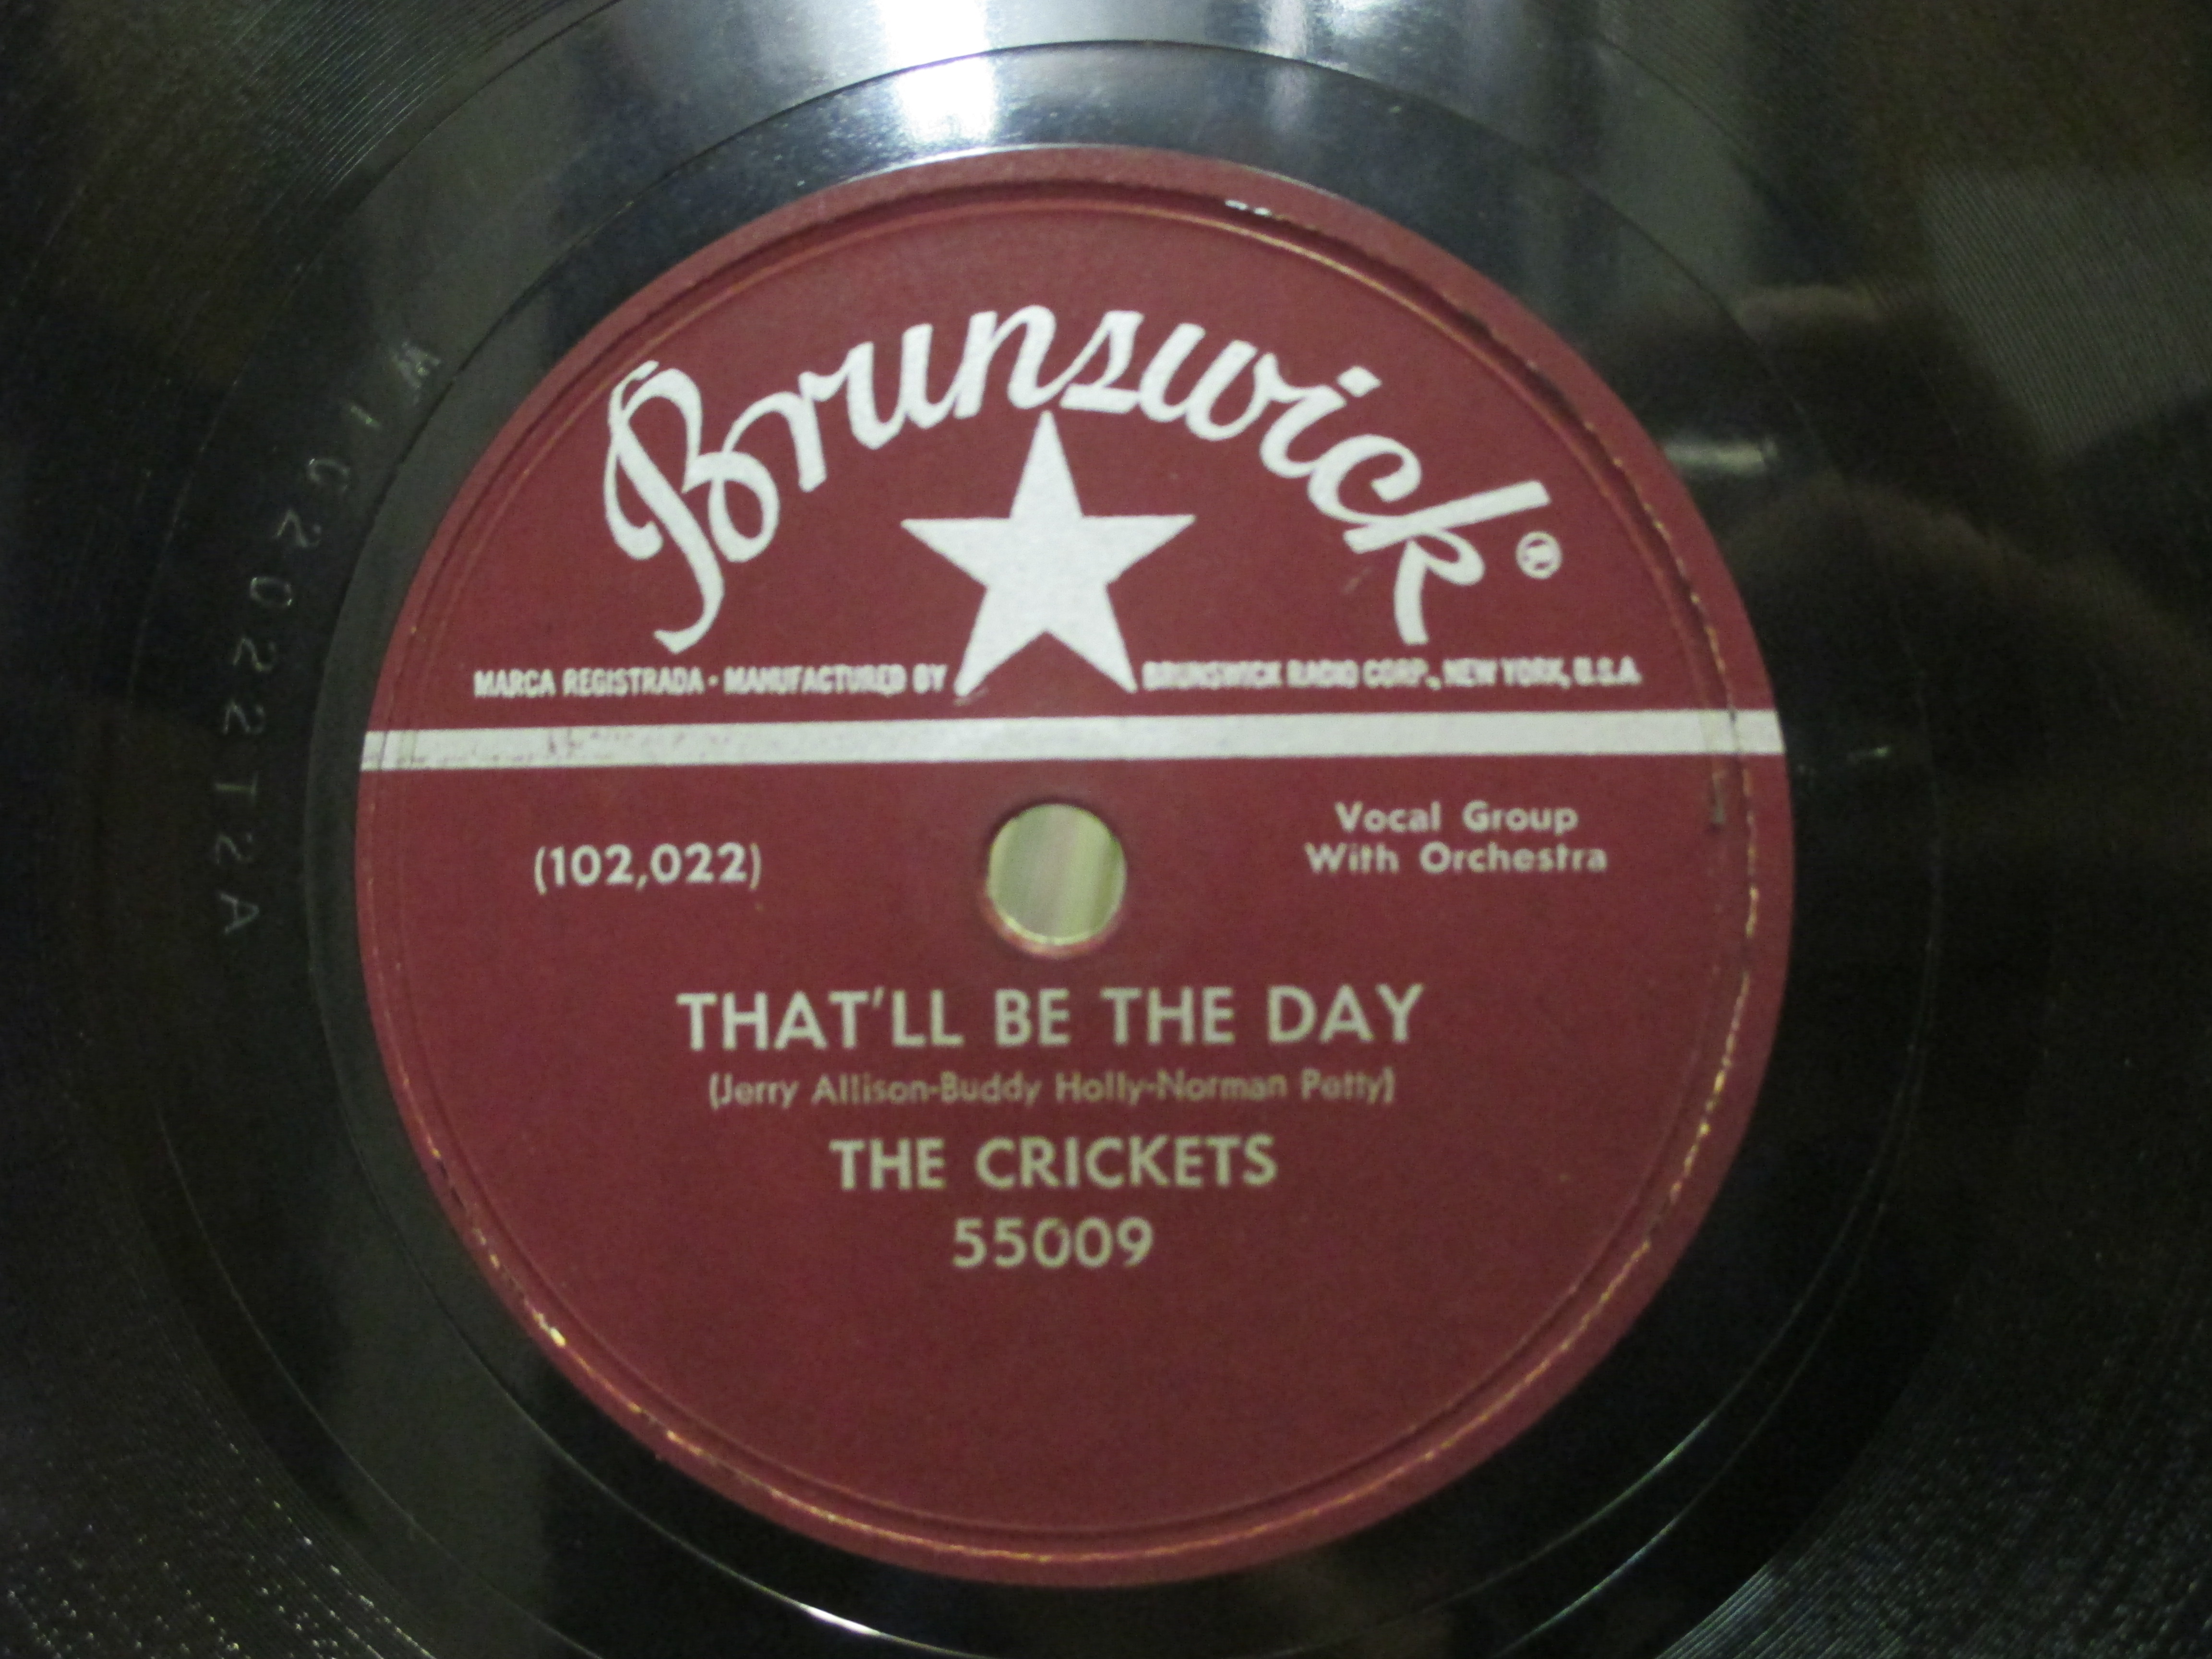 Brunswick®
MARCA REGISTRADA • MANUFACTURED BY BRUNSWICK RADIO CORP., NEW YORK, U.S.A.
(102,022)
Vocal Group
With Orchestra
THAT'LL BE THE DAY
(Jerry Allison-Buddy Holly-Norman Petty)
THE CRICKETS
55009